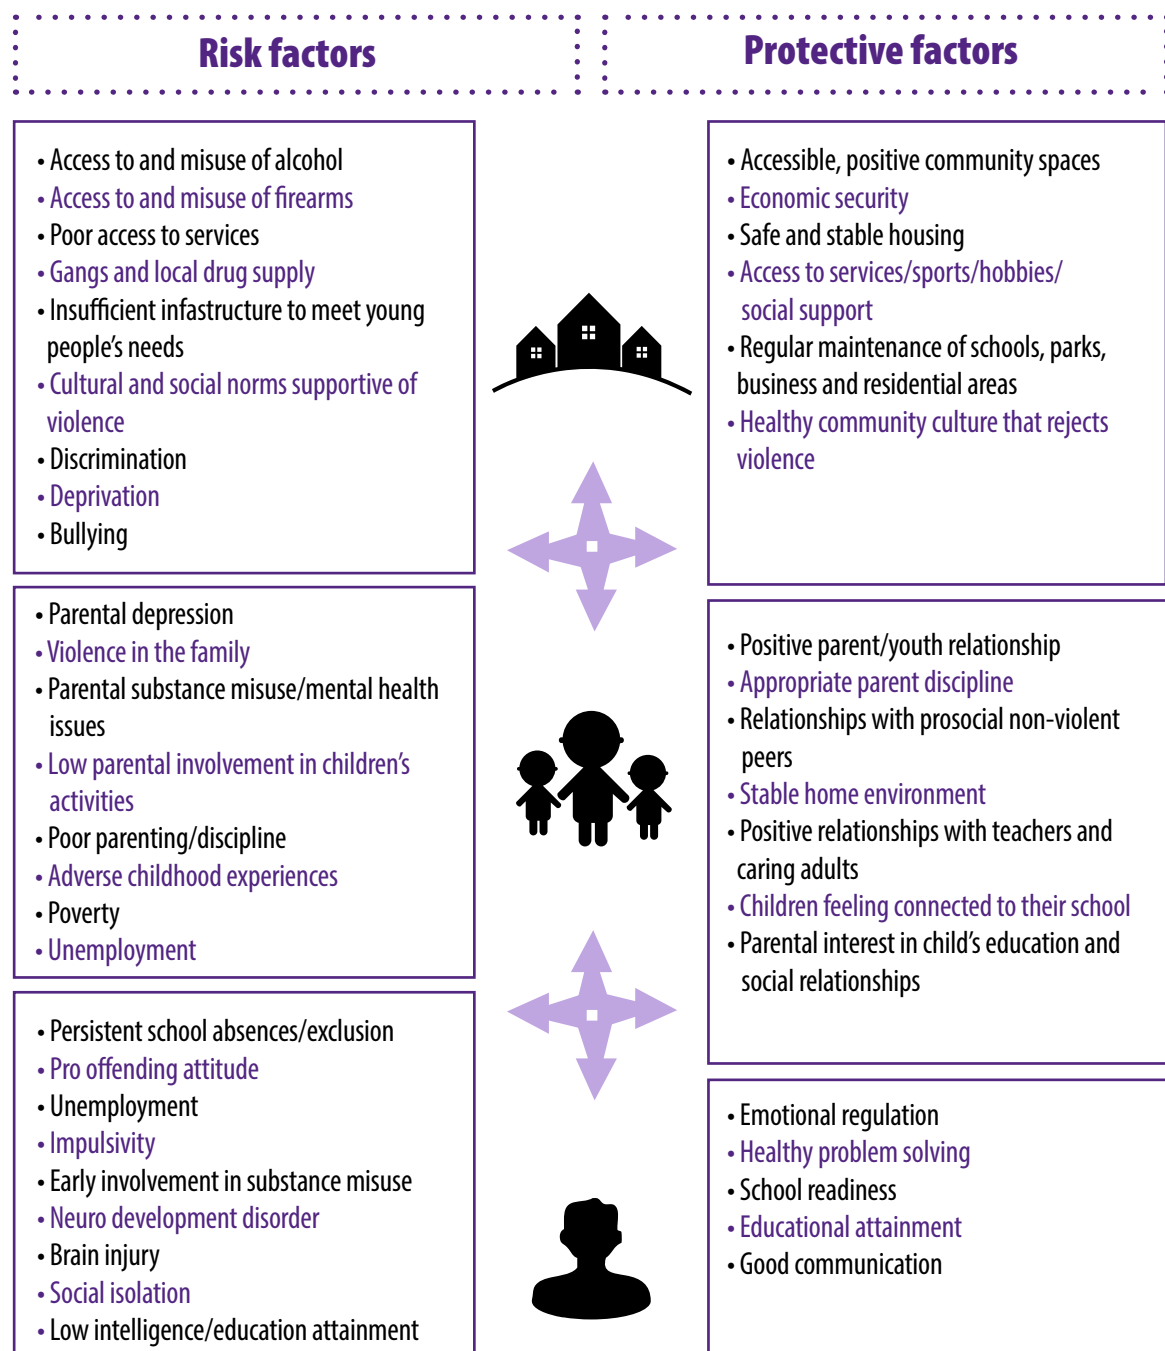 Risk factors
Protective factors
• Access to and misuse of alcohol
• Access to and misuse of firearms
• Poor access to services
• Gangs and local drug supply
• Insufficient infastructure to meet young
people's needs
• Cultural and social norms supportive of
violence
• Discrimination
• Deprivation
• Bullying
• Accessible, positive community spaces
• Economic security
• Safe and stable housing
• Access to services/sports/hobbies/
social support
• Regular maintenance of schools, parks,
business and residential areas
• Healthy community culture that rejects
violence
• Parental depression
• Violence in the family
• Parental substance misuse/mental health
issues
• Low parental involvement in children's
activities
• Poor parenting/discipline
• Adverse childhood experiences
• Poverty
• Unemployment
• Positive parent/youth relationship
• Appropriate parent discipline
• Relationships with prosocial non-violent
peers
• Stable home environment
• Positive relationships with teachers and
caring adults
• Children feeling connected to their school
• Parental interest in child's education and
social relationships
• Persistent school absences/exclusion
• Pro offending attitude
• Unemployment
• Impulsivity
• Early involvement in substance misuse
• Neuro development disorder
• Brain injury
• Social isolation
• Low intelligence/education attainment
• Emotional regulation
• Healthy problem solving
• School readiness
• Educational attainment
• Good communication